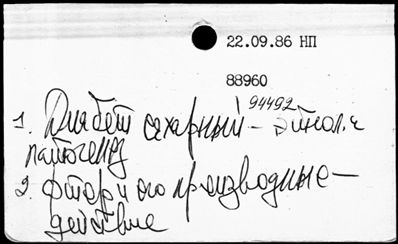 22.09.86 НП
88960
94492
1. Диабет сахарный - этиол. и
патогенез
2. Фтор и его производные -
действие